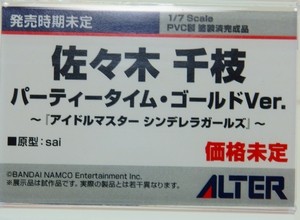 発売時期未定
1/7 Scale
PVC製 塗装済完成品
佐々木 千枝
パーティータイム・ゴールドVer.
～『アイドルマスター シンデレラガールズ』～
■原型：sai
価格未定
©BANDAI NAMCO Entertainment Inc.
※展示品は試作品です。実際の製品とは若干異なります。
ALTER